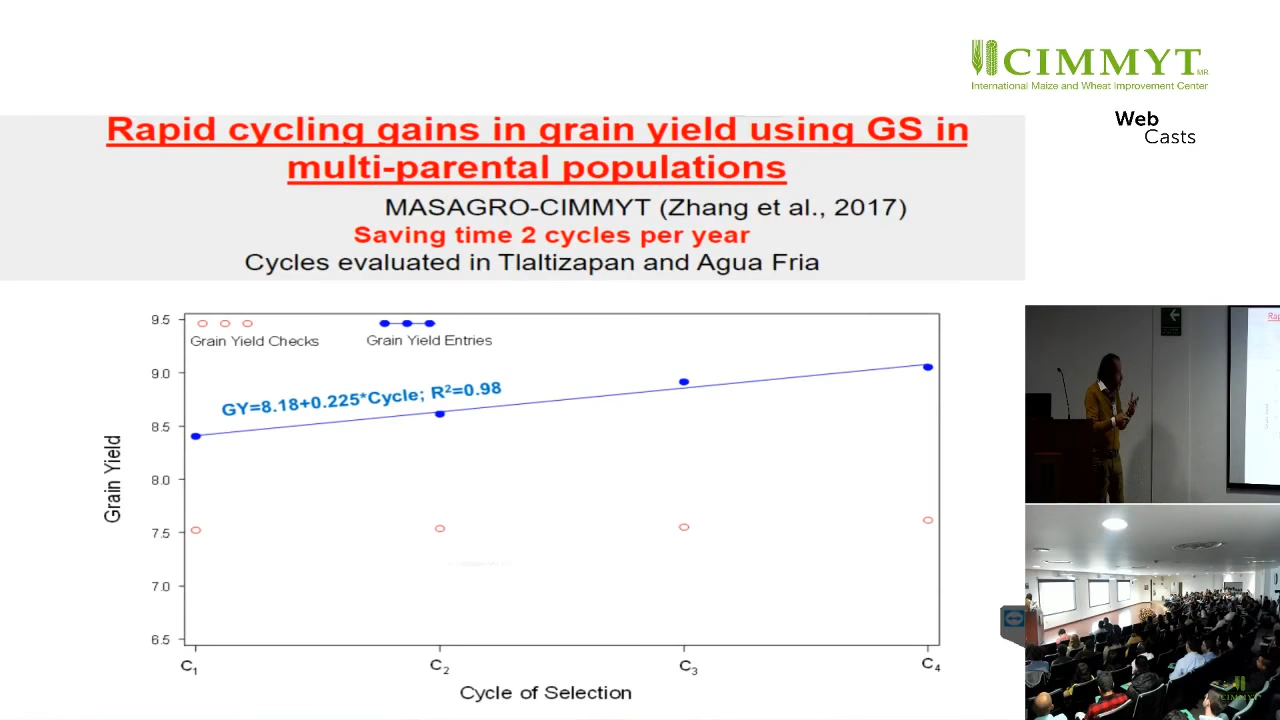 CIMMYT MR
International Maize and Wheat Improvement Center
Web
Casts
Rapid cycling gains in grain yield using GS in
multi-parental populations
MASAGRO-CIMMYT (Zhang et al., 2017)
Saving time 2 cycles per year
Cycles evaluated in Tlaltizapan and Agua Fria
Grain Yield Checks
Grain Yield Entries
GY=8.18+0.225*Cycle; R²=0.98
Grain Yield
9.5
9.0
8.5
8.0
7.5
7.0
6.5
C₁ C₂ C₃ C₄
Cycle of Selection
Rap
CIMMYT